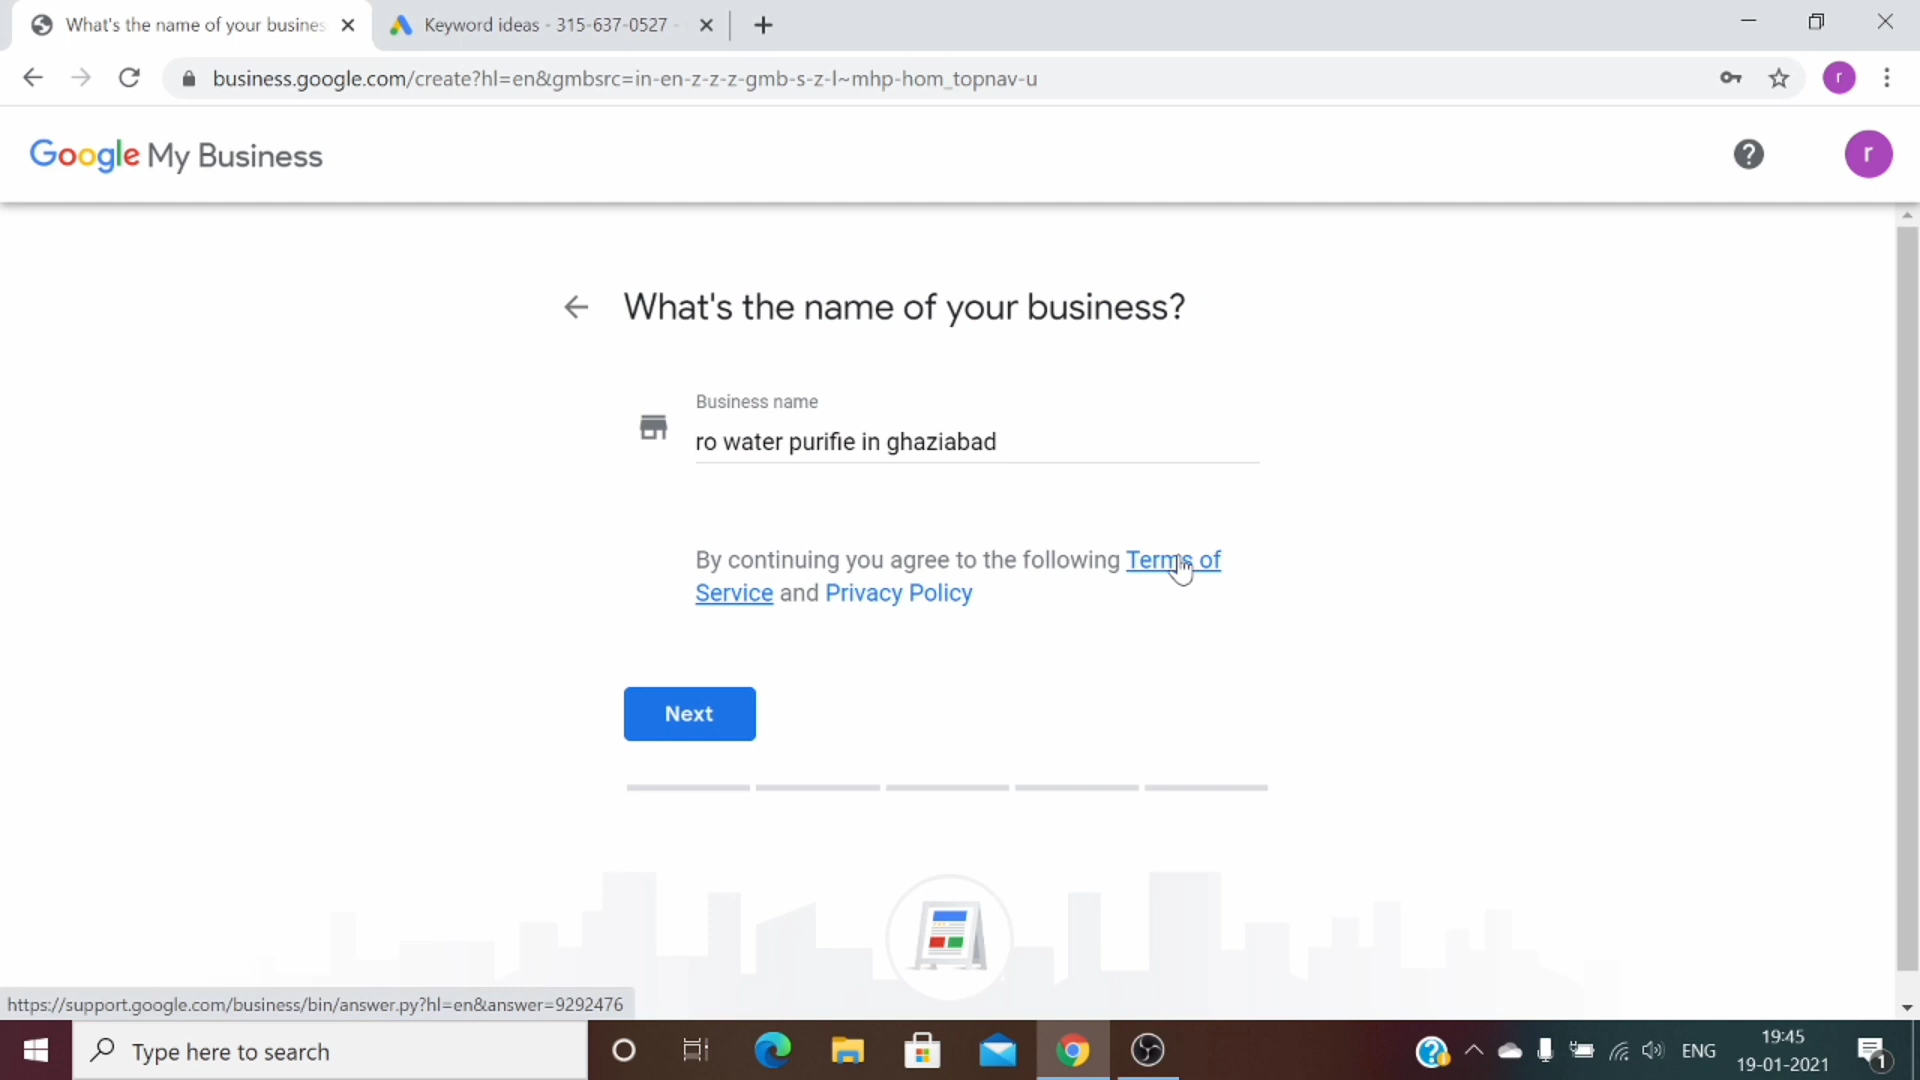 What's the name of your busines
Keyword ideas - 315-637-0527 -
business.google.com/create?hl=en&gmbsrc=in-en-z-z-z-gmb-s-z-l~mhp-hom_topnav-u
r
Google My Business
r
What's the name of your business?
Business name
ro water purifie in ghaziabad
By continuing you agree to the following Terms of
Service and Privacy Policy
Next
https://support.google.com/business/bin/answer.py?hl=en&answer=9292476
Type here to search
ENG
19:45
19-01-2021
1